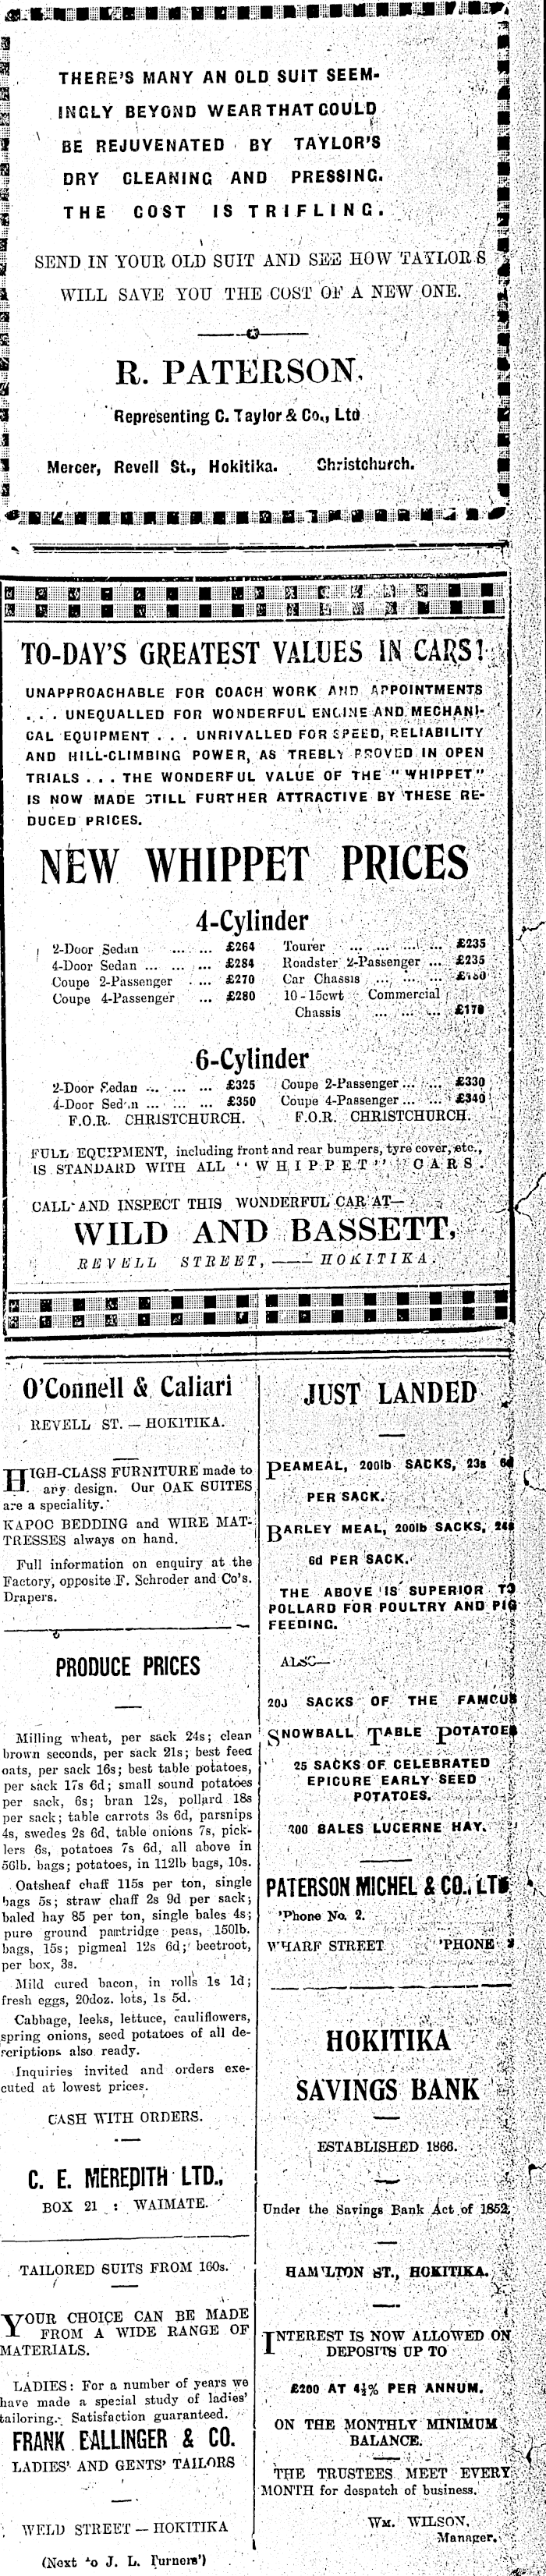 THERE'S MANY AN OLD SUIT SEEM-
INGLY BEYOND WEAR THAT COULD
BE REJUVENATED BY TAYLOR'S
DRY CLEANING AND PRESSING.
THE COST IS TRIFLING.
SEND IN YOUR OLD SUIT AND SEE HOW TAYLORS
WILL SAVE YOU THE COST OF A NEW ONE.
R. PATERSON,
Representing C. Taylor & Co., Ltd
Mercer, Revell St., Hokitika. Christchurch.
TO-DAY'S GREATEST VALUES IN CARS!
UNAPPROACHABLE FOR COACH WORK AND APPOINTMENTS
. . . UNEQUALLED FOR WONDERFUL ENGINE AND MECHANI-
CAL EQUIPMENT . . . UNRIVALLED FOR SPEED, RELIABILITY
AND HILL-CLIMBING POWER, AS TREBLY PROVED IN OPEN
TRIALS . . . THE WONDERFUL VALUE OF THE "WHIPPET"
IS NOW MADE STILL FURTHER ATTRACTIVE BY THESE RE-
DUCED PRICES.
NEW WHIPPET PRICES
4-Cylinder
2-Door Sedan ... ... £264
4-Door Sedan ... ... ... £284
Coupe 2-Passenger ... £270
Coupe 4-Passenger ... £280
Tourer ... ... ... ... £235
Roadster 2-Passenger ... £235
Car Chassis ... ... ...
10-15cwt Commercial
Chassis ... ... ...
6-Cylinder
2-Door Sedan ... ... ... £325
4-Door Sedan ... ... ... £350
F.O.R. CHRISTCHURCH.
Coupe 2-Passenger ... ... £330
Coupe 4-Passenger ... ... £340
F.O.R. CHRISTCHURCH.
FULL EQUIPMENT, including front and rear bumpers, tyre cover, etc.,
IS STANDARD WITH ALL "WHIPPET" CARS.
CALL AND INSPECT THIS WONDERFUL CAR AT—
WILD AND BASSETT,
REVELL STREET, —— HOKITIKA.
O'Connell & Caliari
REVELL ST. — HOKITIKA.
HIGH-CLASS FURNITURE made to
any design. Our OAK SUITES
are a speciality.
KAPOC BEDDING and WIRE MAT-
TRESSES always on hand.
Full information on enquiry at the
Factory, opposite F. Schroder and Co's.
Drapers.
PRODUCE PRICES
Milling wheat, per sack 24s; clean
brown seconds, per sack 21s; best feed
oats, per sack 16s; best table potatoes,
per sack 17s 6d; small sound potatoes
per sack, 6s; bran 12s, pollard 18s
per sack; table carrots 3s 6d, parsnips
4s, swedes 2s 6d, table onions 7s, pick-
lers 6s, potatoes 7s 6d, all above in
56lb. bags; potatoes, in 112lb bags, 10s.
Oatsheaf chaff 115s per ton, single
bags 5s; straw chaff 2s 9d per sack;
baled hay 85 per ton, single bales 4s;
pure ground partridge peas, 150lb.
bags, 15s; pigmeal 12s 6d; beetroot,
per box, 3s.
Mild cured bacon, in rolls 1s 1d;
fresh eggs, 20doz. lots, 1s 5d.
Cabbage, leeks, lettuce, cauliflowers,
spring onions, seed potatoes of all de-
scriptions also ready.
Inquiries invited and orders exe-
cuted at lowest prices.
CASH WITH ORDERS.
C. E. MEREDITH LTD.,
BOX 21 : WAIMATE.
TAILORED SUITS FROM 160s.
YOUR CHOICE CAN BE MADE
FROM A WIDE RANGE OF
MATERIALS.
LADIES: For a number of years we
have made a special study of ladies'
tailoring. Satisfaction guaranteed.
FRANK EALLINGER & CO.
LADIES' AND GENTS' TAILORS
WELD STREET — HOKITIKA
(Next to J. L. Turners')
JUST LANDED
PEAMEAL, 200lb SACKS, 23s 6d
PER SACK.
BARLEY MEAL, 200lb SACKS, 24s
6d PER SACK.
THE ABOVE IS SUPERIOR TO
POLLARD FOR POULTRY AND PIG
FEEDING.
ALSO—
200 SACKS OF THE FAMOUS
SNOWBALL TABLE POTATOES
25 SACKS OF CELEBRATED
EPICURE EARLY SEED
POTATOES.
BALES LUCERNE HAY.
PATERSON MICHEL & CO., LTD
'Phone No. 2.
WHARF STREET 'PHONE 2
HOKITIKA
SAVINGS BANK
ESTABLISHED 1866.
Under the Savings Bank Act of 1852.
HAMILTON ST., HOKITIKA.
INTEREST IS NOW ALLOWED ON
DEPOSITS UP TO
£200 AT 4½% PER ANNUM.
ON THE MONTHLY MINIMUM
BALANCE.
THE TRUSTEES MEET EVERY
MONTH for despatch of business.
WM. WILSON,
Manager.